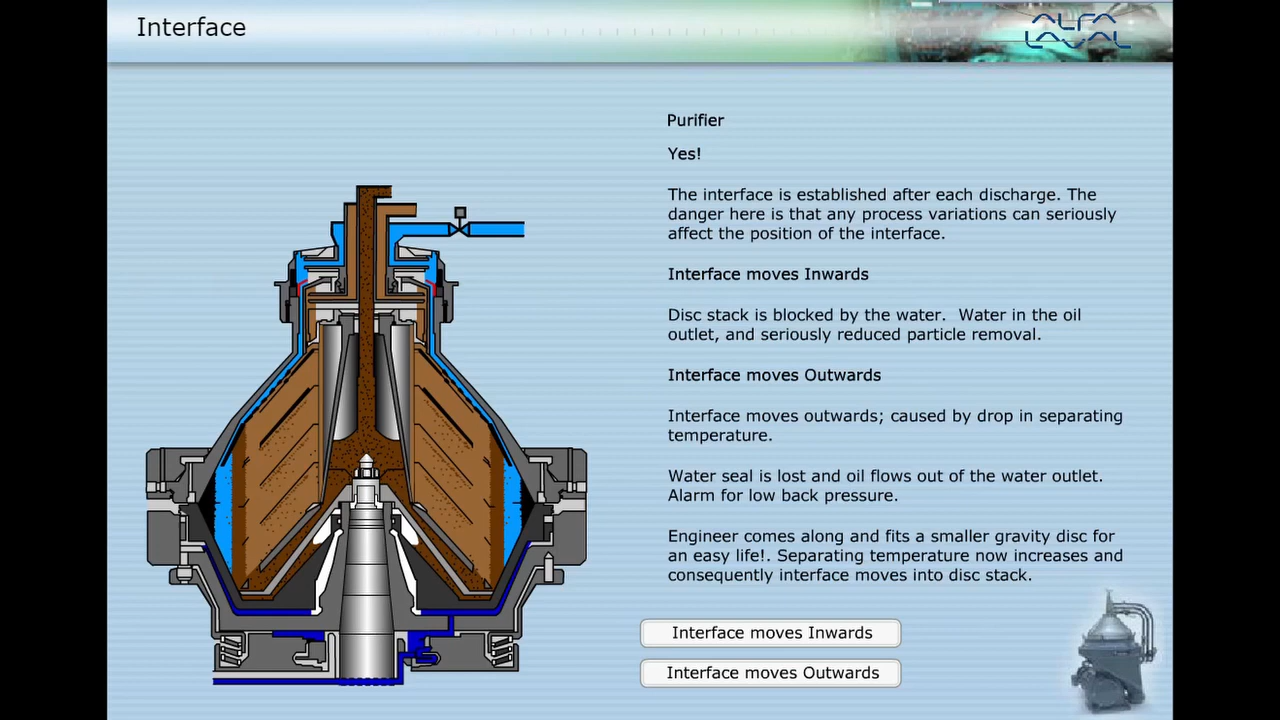 Interface
ALFA
LAVAL
Purifier
Yes!
The interface is established after each discharge. The
danger here is that any process variations can seriously
affect the position of the interface.
Interface moves Inwards
Disc stack is blocked by the water.  Water in the oil
outlet, and seriously reduced particle removal.
Interface moves Outwards
Interface moves outwards; caused by drop in separating
temperature.
Water seal is lost and oil flows out of the water outlet.
Alarm for low back pressure.
Engineer comes along and fits a smaller gravity disc for
an easy life!. Separating temperature now increases and
consequently interface moves into disc stack.
Interface moves Inwards
Interface moves Outwards